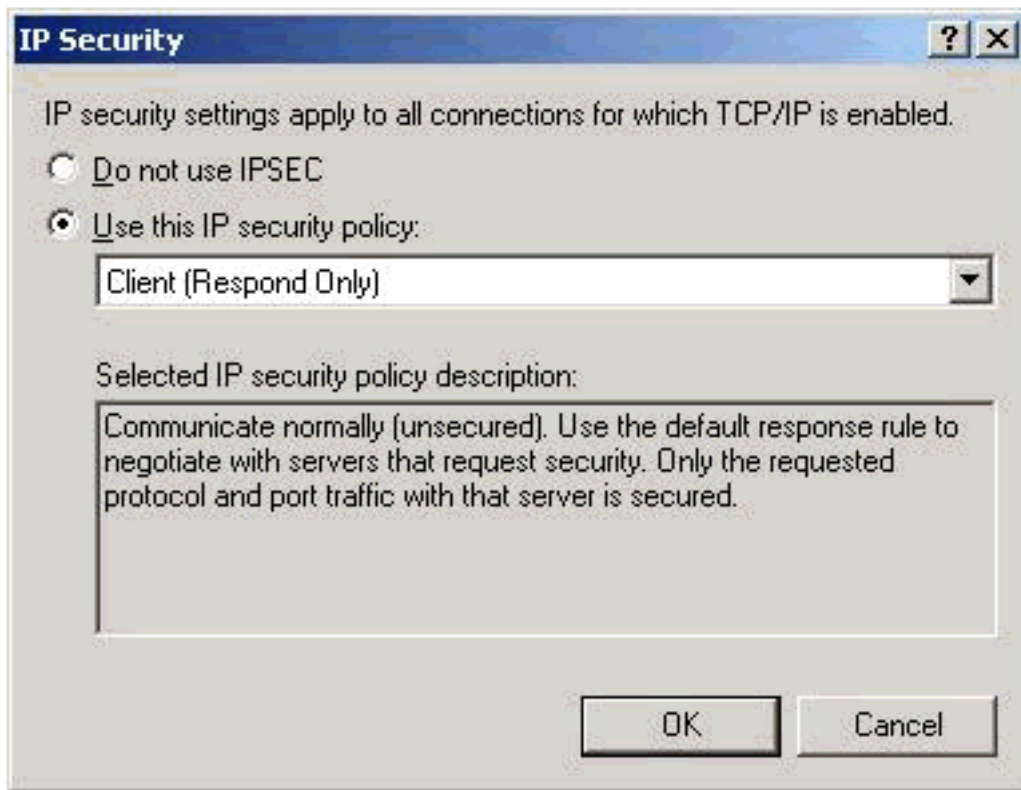 IP Security
IP security settings apply to all connections for which TCP/IP is enabled.
Do not use IPSEC
Use this IP security policy:
Client (Respond Only)
Selected IP security policy description:
Communicate normally (unsecured). Use the default response rule to
negotiate with servers that request security. Only the requested
protocol and port traffic with that server is secured.
OK
Cancel